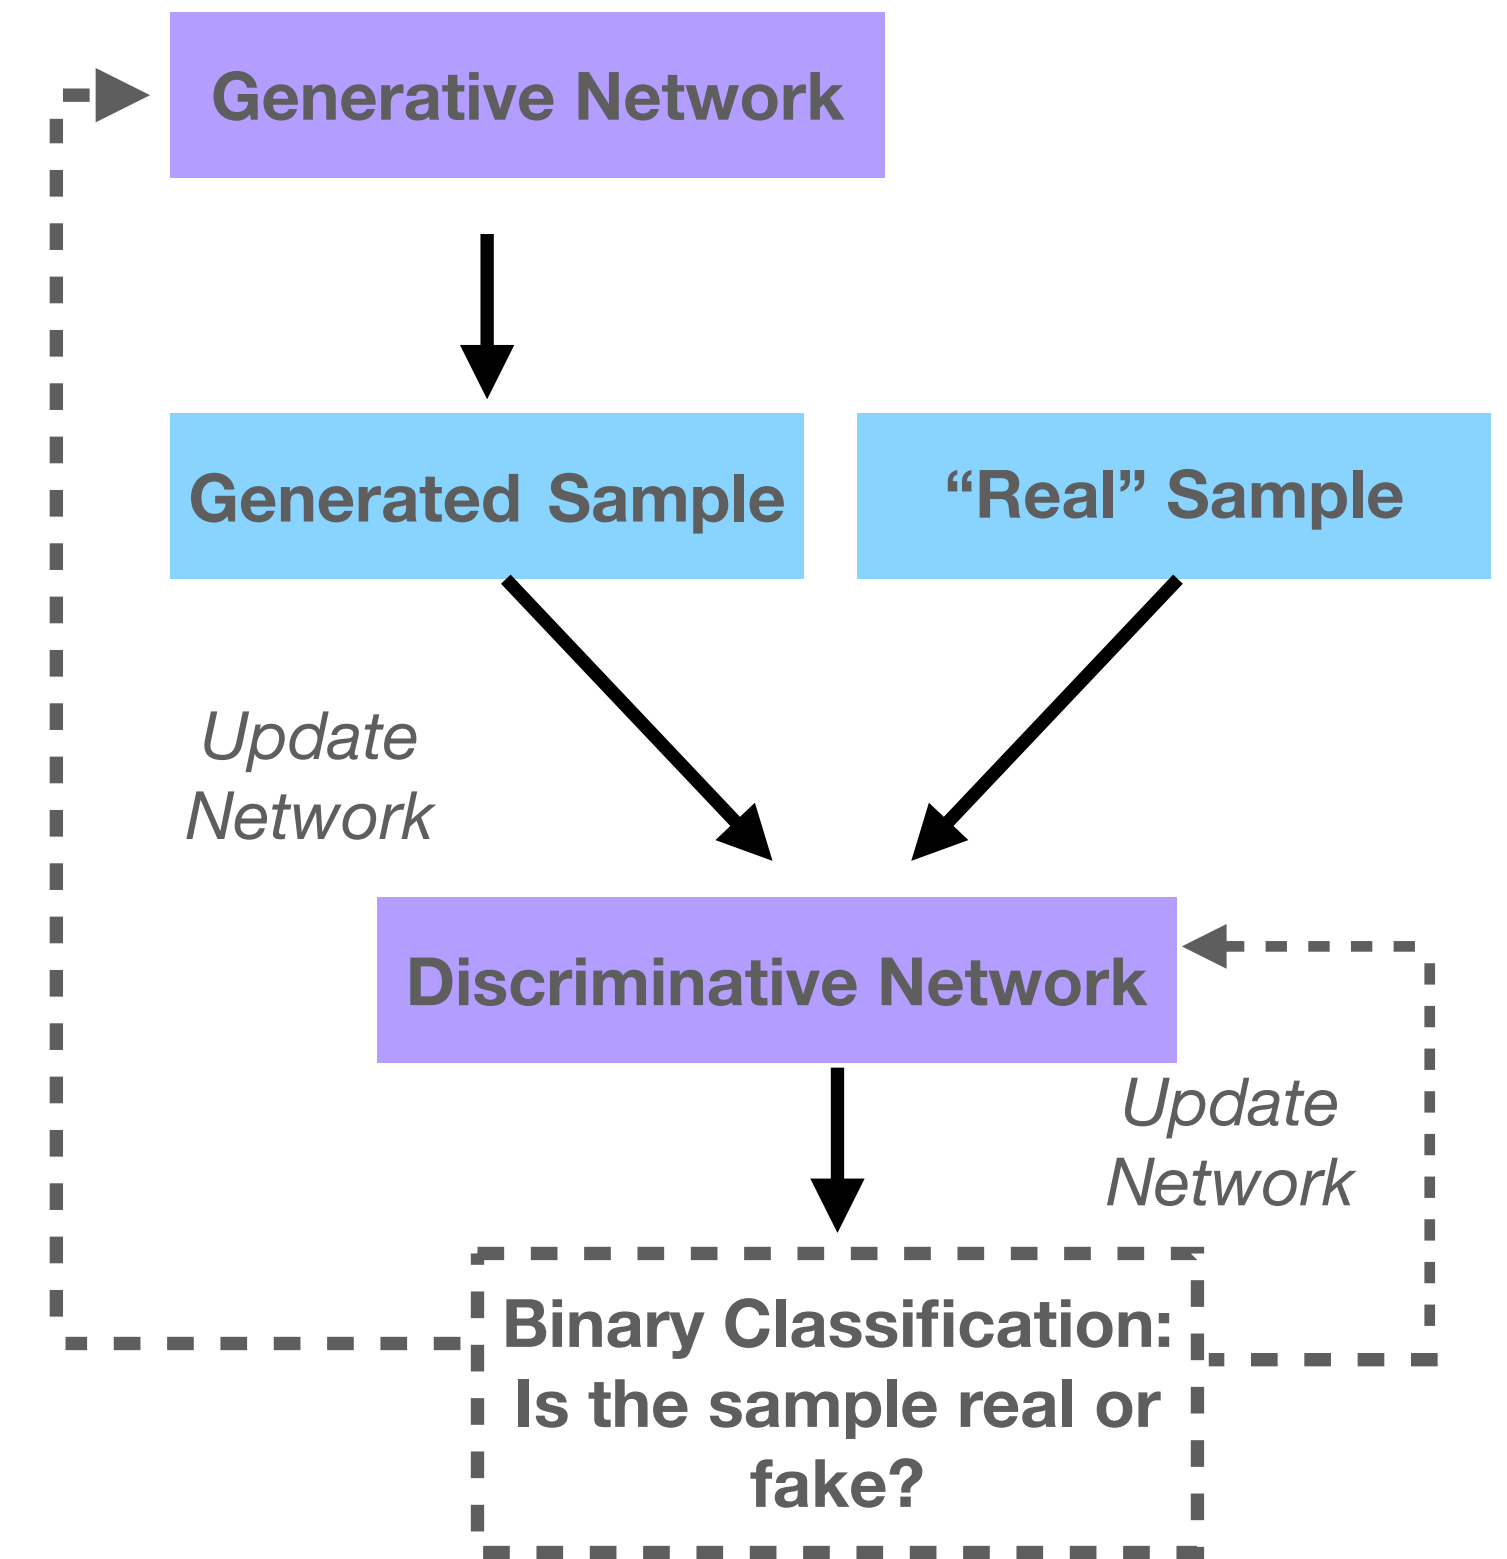 Generative Network
Generated Sample
“Real” Sample
Update
Network
Discriminative Network
Update
Network
Binary Classification:
Is the sample real or
fake?